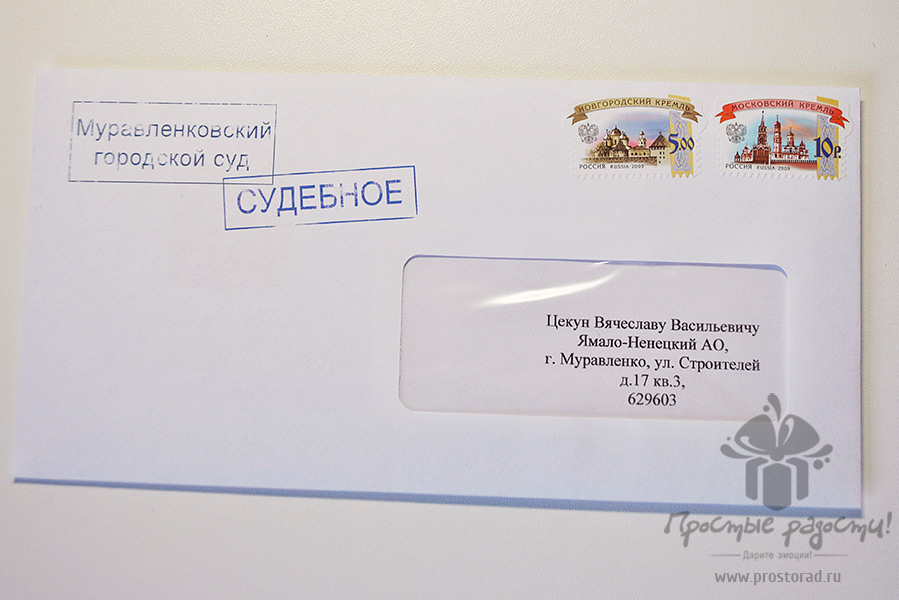 Муравленковский
городской суд
СУДЕБНОЕ
НОВГОРОДСКИЙ КРЕМЛЬ
5.00
РОССИЯ RUSSIA · 2009
МОСКОВСКИЙ КРЕМЛЬ
10р.
РОССИЯ RUSSIA · 2009
Цекун Вячеславу Васильевичу
Ямало-Ненецкий АО,
г. Муравленко, ул. Строителей
д.17 кв.3,
629603
Простые радости!
Дарите эмоции!
www.prostorad.ru